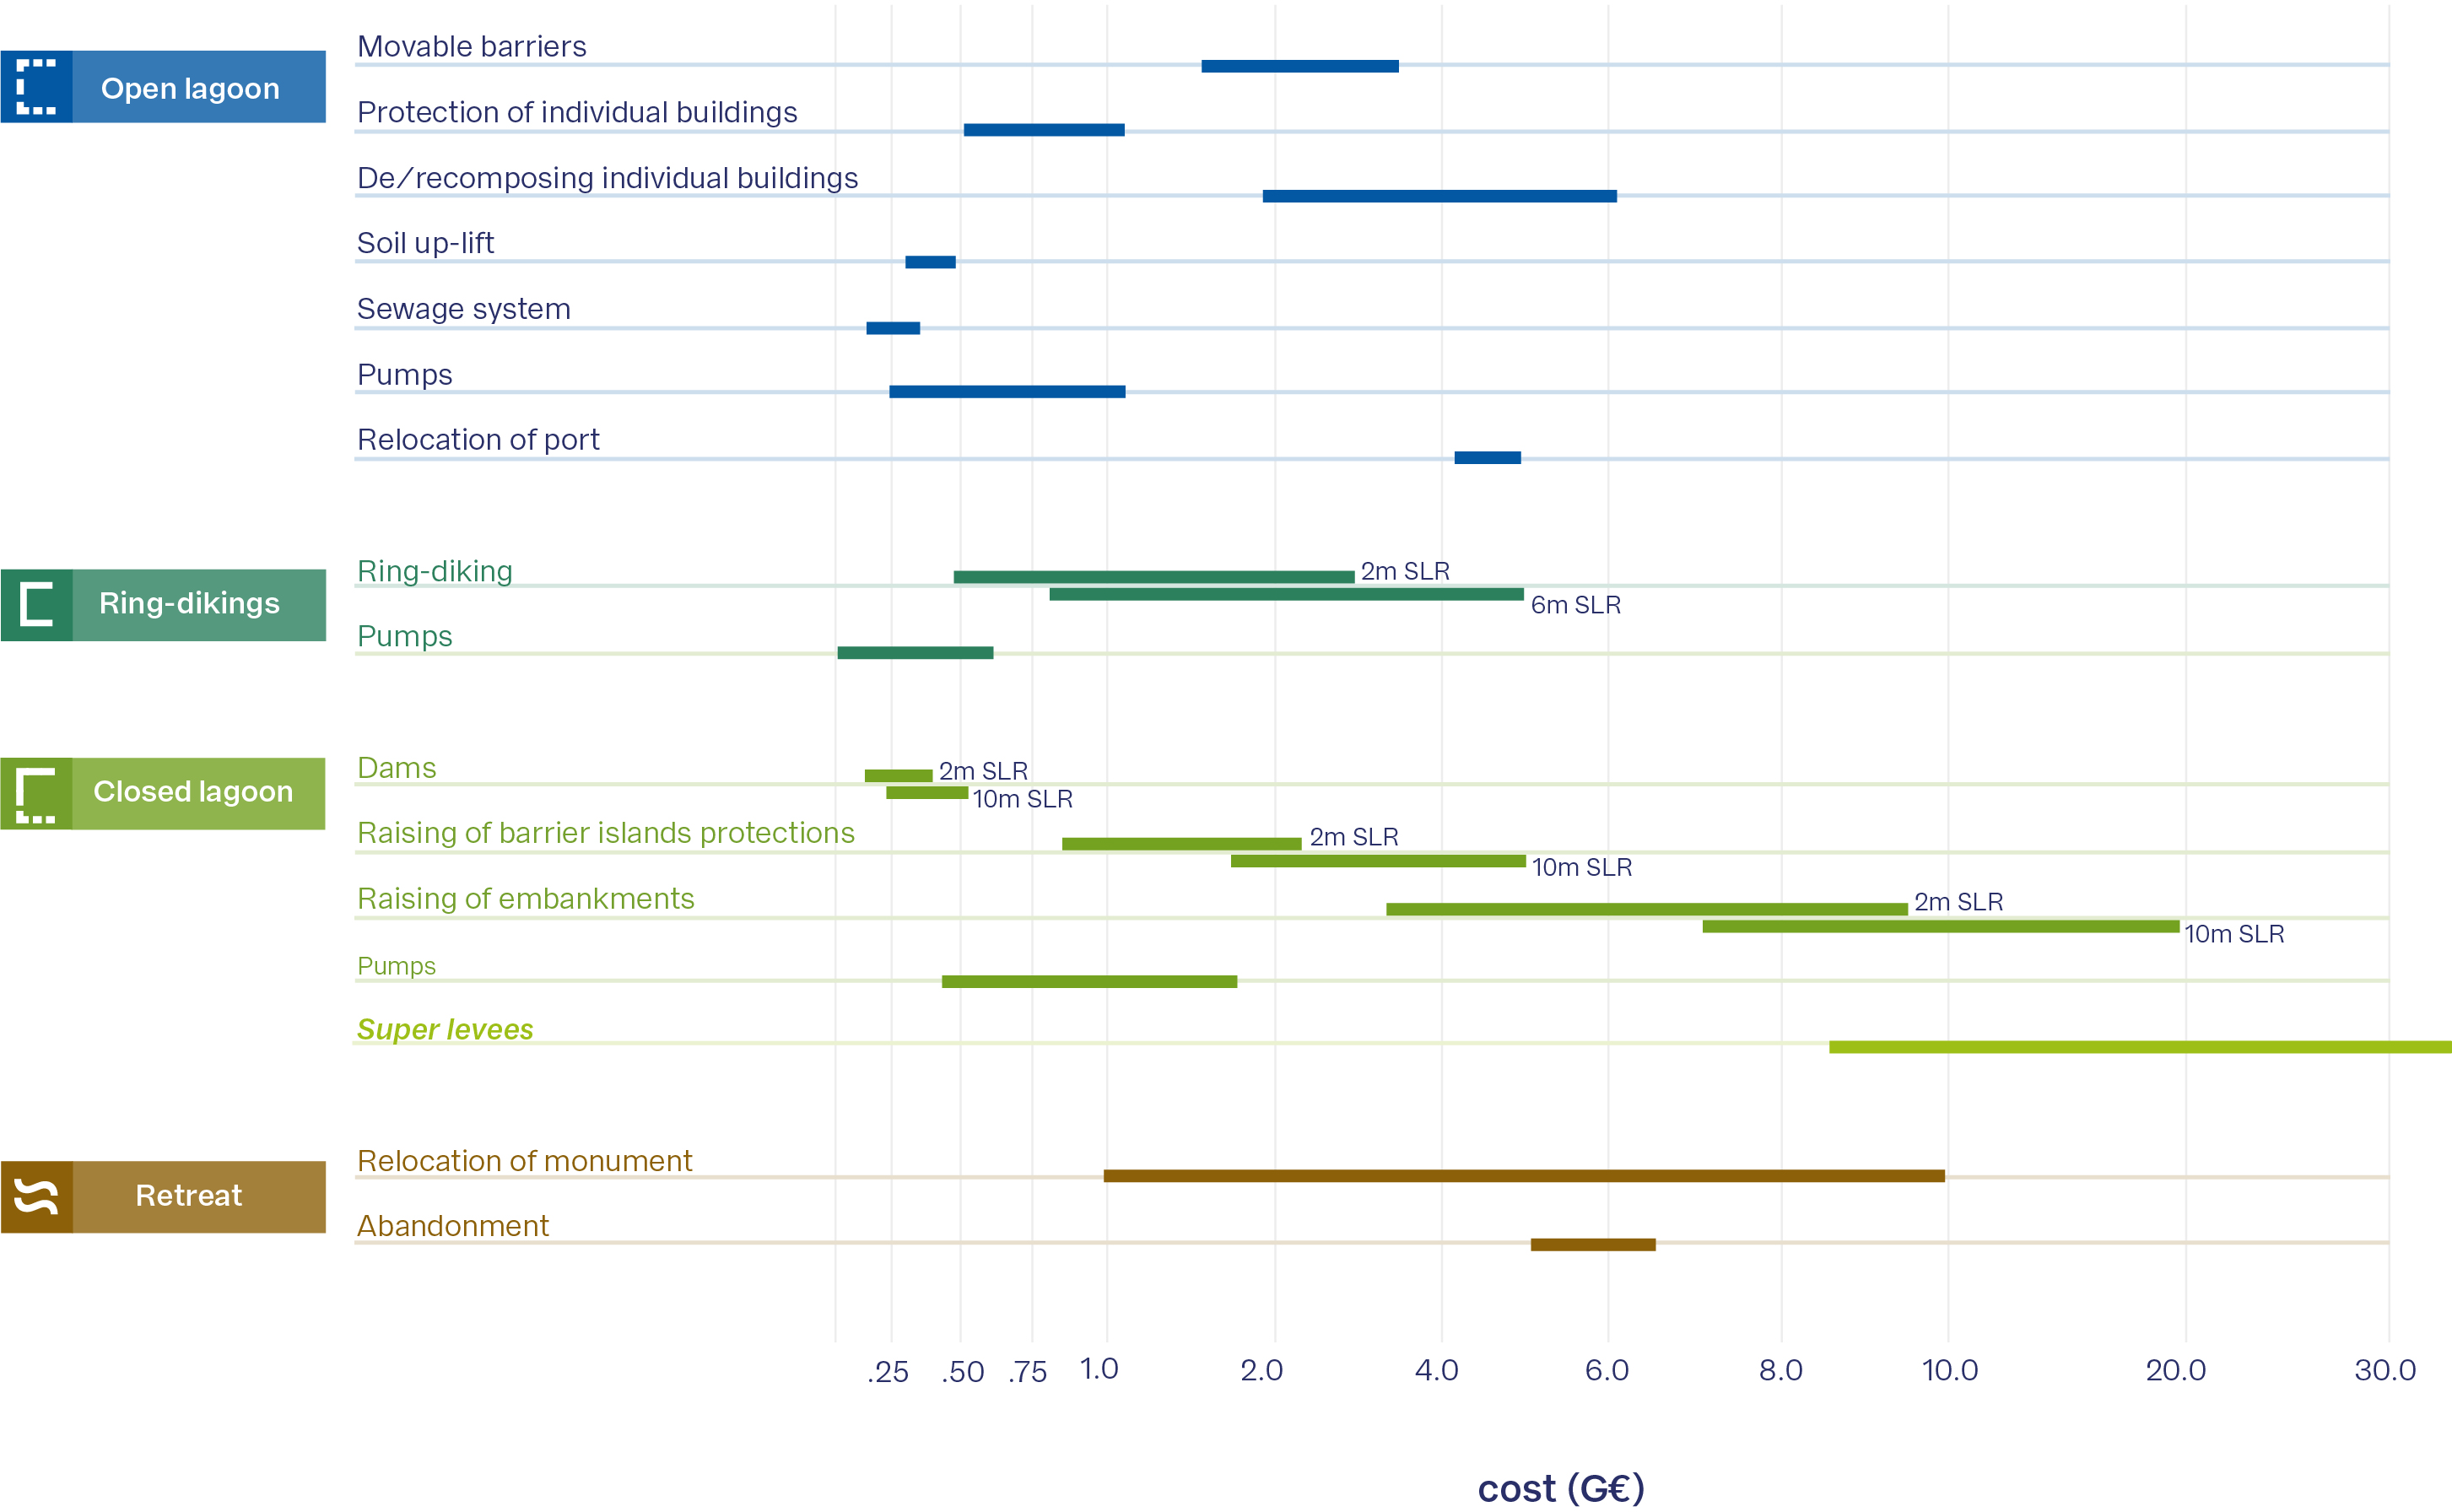 Open lagoon
Movable barriers
Protection of individual buildings
De/recomposing individual buildings
Soil up-lift
Sewage system
Pumps
Relocation of port
Ring-dikings
Ring-diking
2m SLR
6m SLR
Pumps
Closed lagoon
Dams
2m SLR
10m SLR
Raising of barrier islands protections
2m SLR
10m SLR
Raising of embankments
2m SLR
10m SLR
Pumps
Super levees
Retreat
Relocation of monument
Abandonment
.25 .50 .75 1.0 2.0 4.0 6.0 8.0 10.0 20.0 30.0
cost (G€)